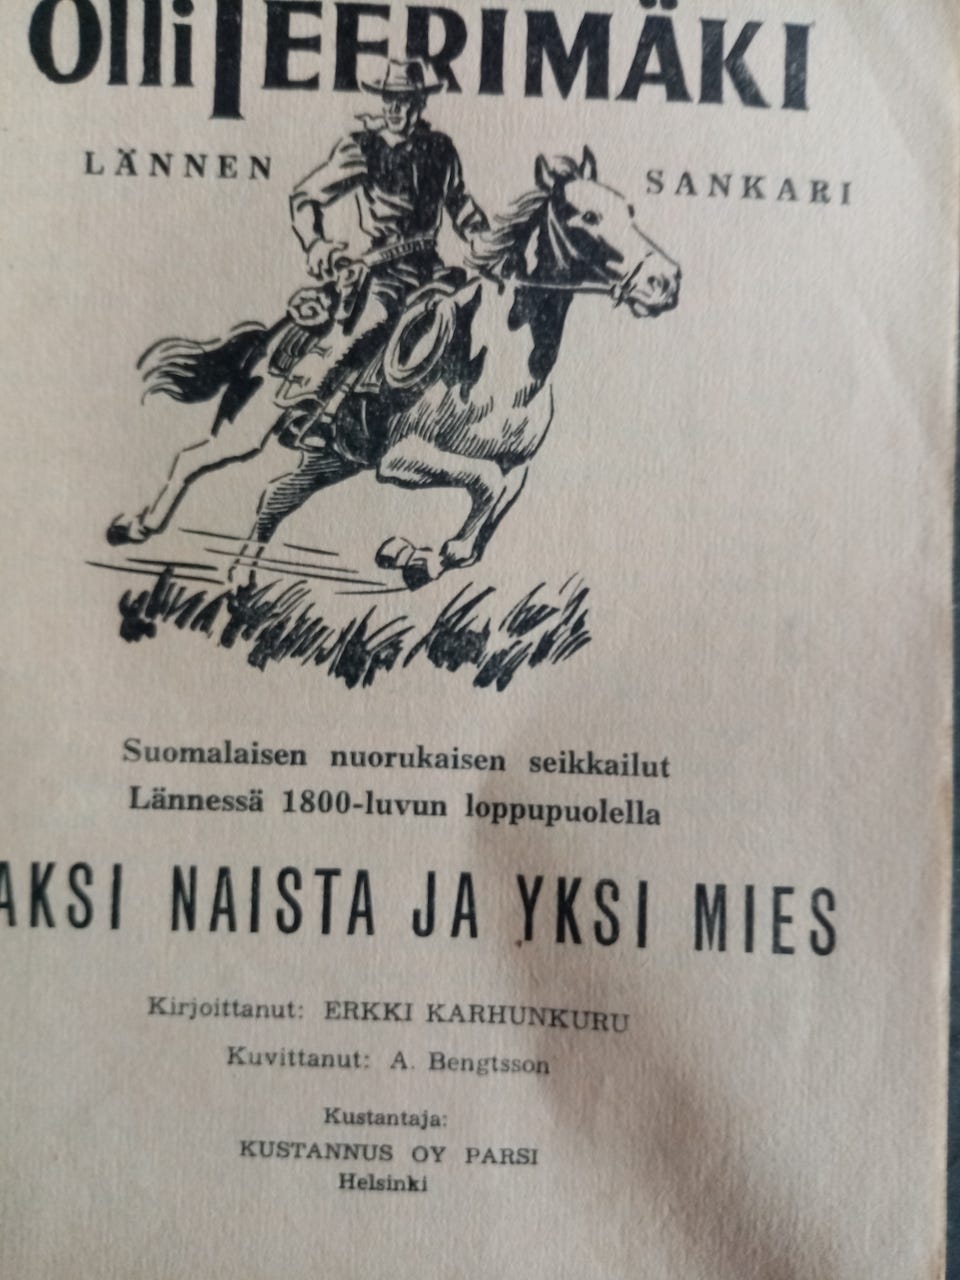 Olli TEERIMÄKI
LÄNNEN SANKARI
Suomalaisen nuorukaisen seikkailut
Lännessä 1800-luvun loppupuolella
AKSI NAISTA JA YKSI MIES
Kirjoittanut: ERKKI KARHUNKURU
Kuvittanut: A. Bengtsson
Kustantaja:
KUSTANNUS OY PARSI
Helsinki